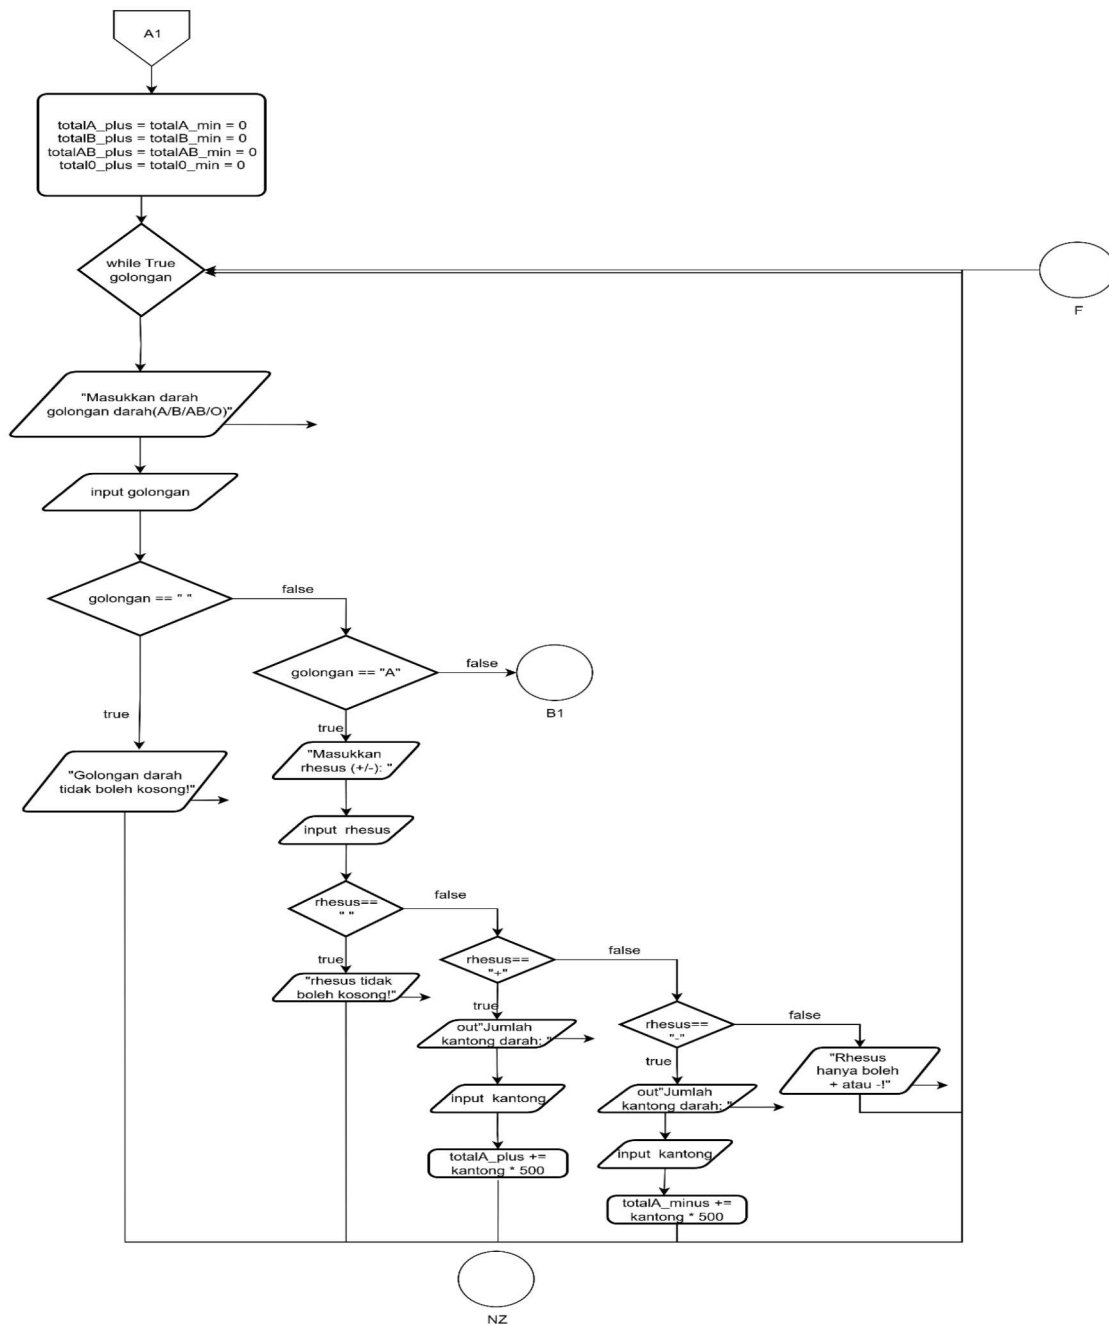 A1
totalA_plus = totalA_min = 0
totalB_plus = totalB_min = 0
totalAB_plus = totalAB_min = 0
total0_plus = total0_min = 0
while True
golongan
F
"Masukkan darah
golongan darah(A/B/AB/O)"
input golongan
golongan == " "
false
golongan == "A"
false
B1
true
true
"Masukkan
rhesus (+/-): "
"Golongan darah
tidak boleh kosong!"
input rhesus
rhesus==
" "
false
rhesus==
"+"
false
true
"rhesus tidak
boleh kosong!"
true
rhesus==
"-"
false
out"Jumlah
kantong darah: "
true
"Rhesus
hanya boleh
+ atau -!"
input kantong
out"Jumlah
kantong darah: "
totalA_plus +=
kantong * 500
input kantong
totalA_minus +=
kantong * 500
NZ